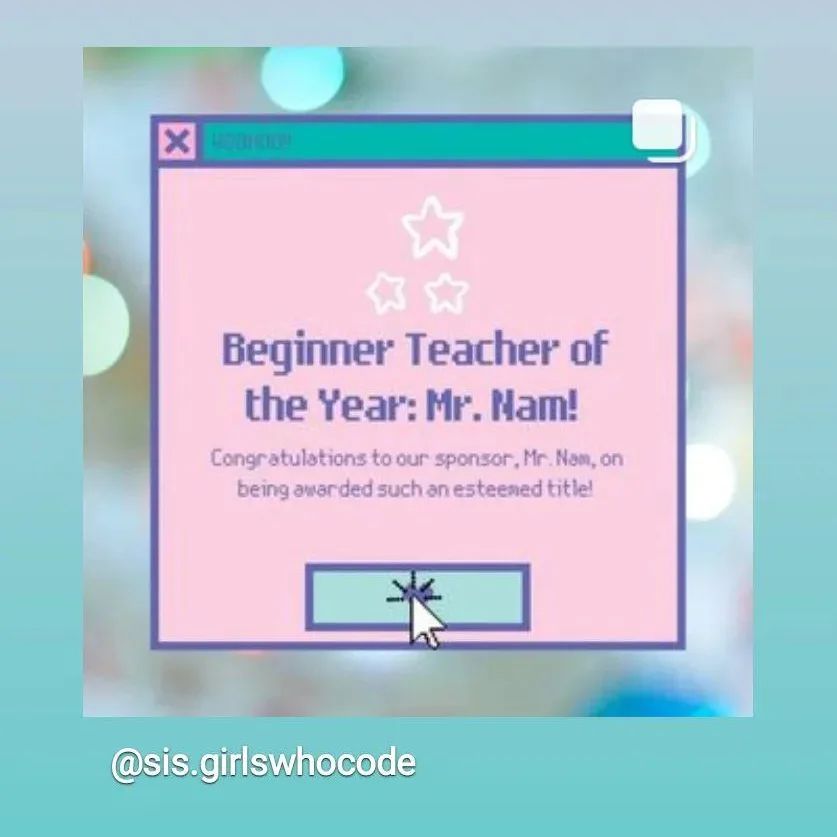 Beginner Teacher of
the Year: Mr. Nam!
Congratulations to our sponsor, Mr. Nam, on
being awarded such an esteemed title!
@sis.girlswhocode